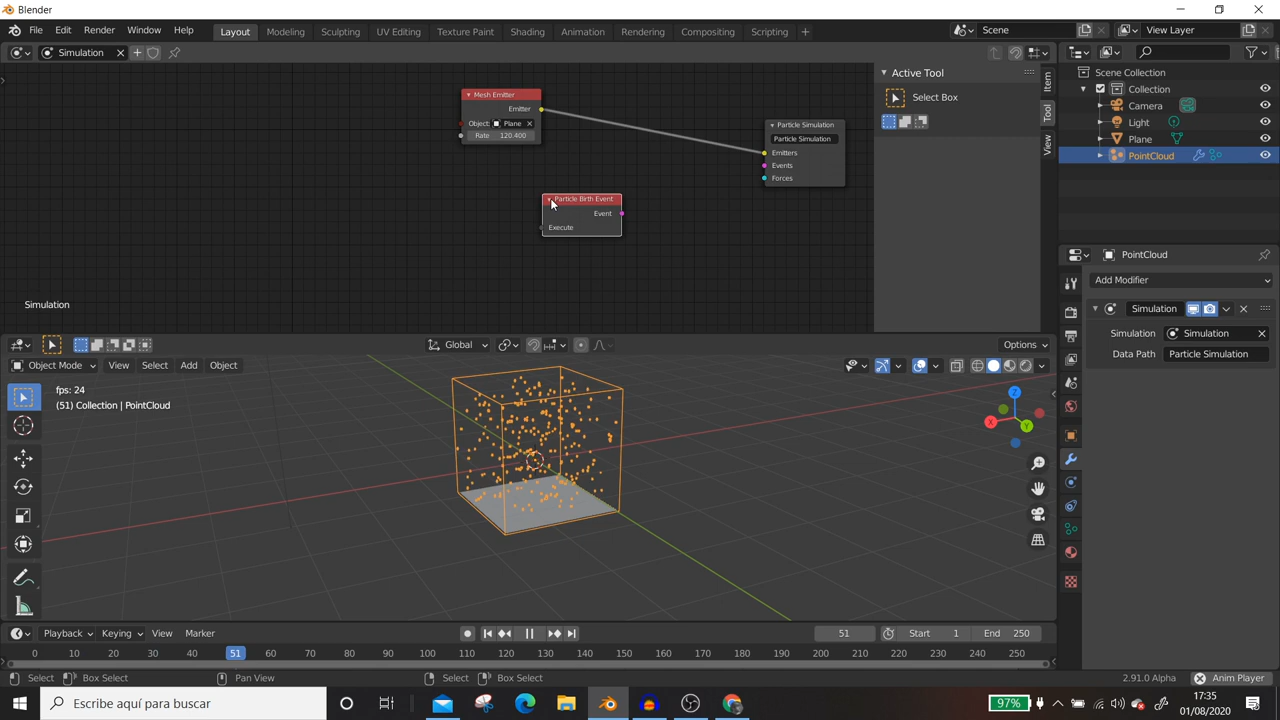 Blender
File Edit Render Window Help Layout Modeling Sculpting UV Editing Texture Paint Shading Animation Rendering Compositing Scripting + Scene View Layer
Simulation
Mesh Emitter
Emitter
Object: Plane
Rate 120.400
Particle Simulation
Particle Simulation
Emitters
Events
Forces
Particle Birth Event
Event
Execute
Simulation
Active Tool
Select Box
Item
Tool
View
Scene Collection
Collection
Camera
Light
Plane
PointCloud
PointCloud
Add Modifier
Simulation
Simulation Simulation
Data Path Particle Simulation
Global Options
Object Mode View Select Add Object
fps: 24
(51) Collection | PointCloud
Z
X
Y
Playback Keying View Marker 51 Start 1 End 250
0 10 20 30 40 51 60 70 80 90 100 110 120 130 140 150 160 170 180 190 200 210 220 230 240 250
Select Box Select Pan View Select Box Select 2.91.0 Alpha Anim Player
Escribe aquí para buscar
97%
17:35
01/08/2020